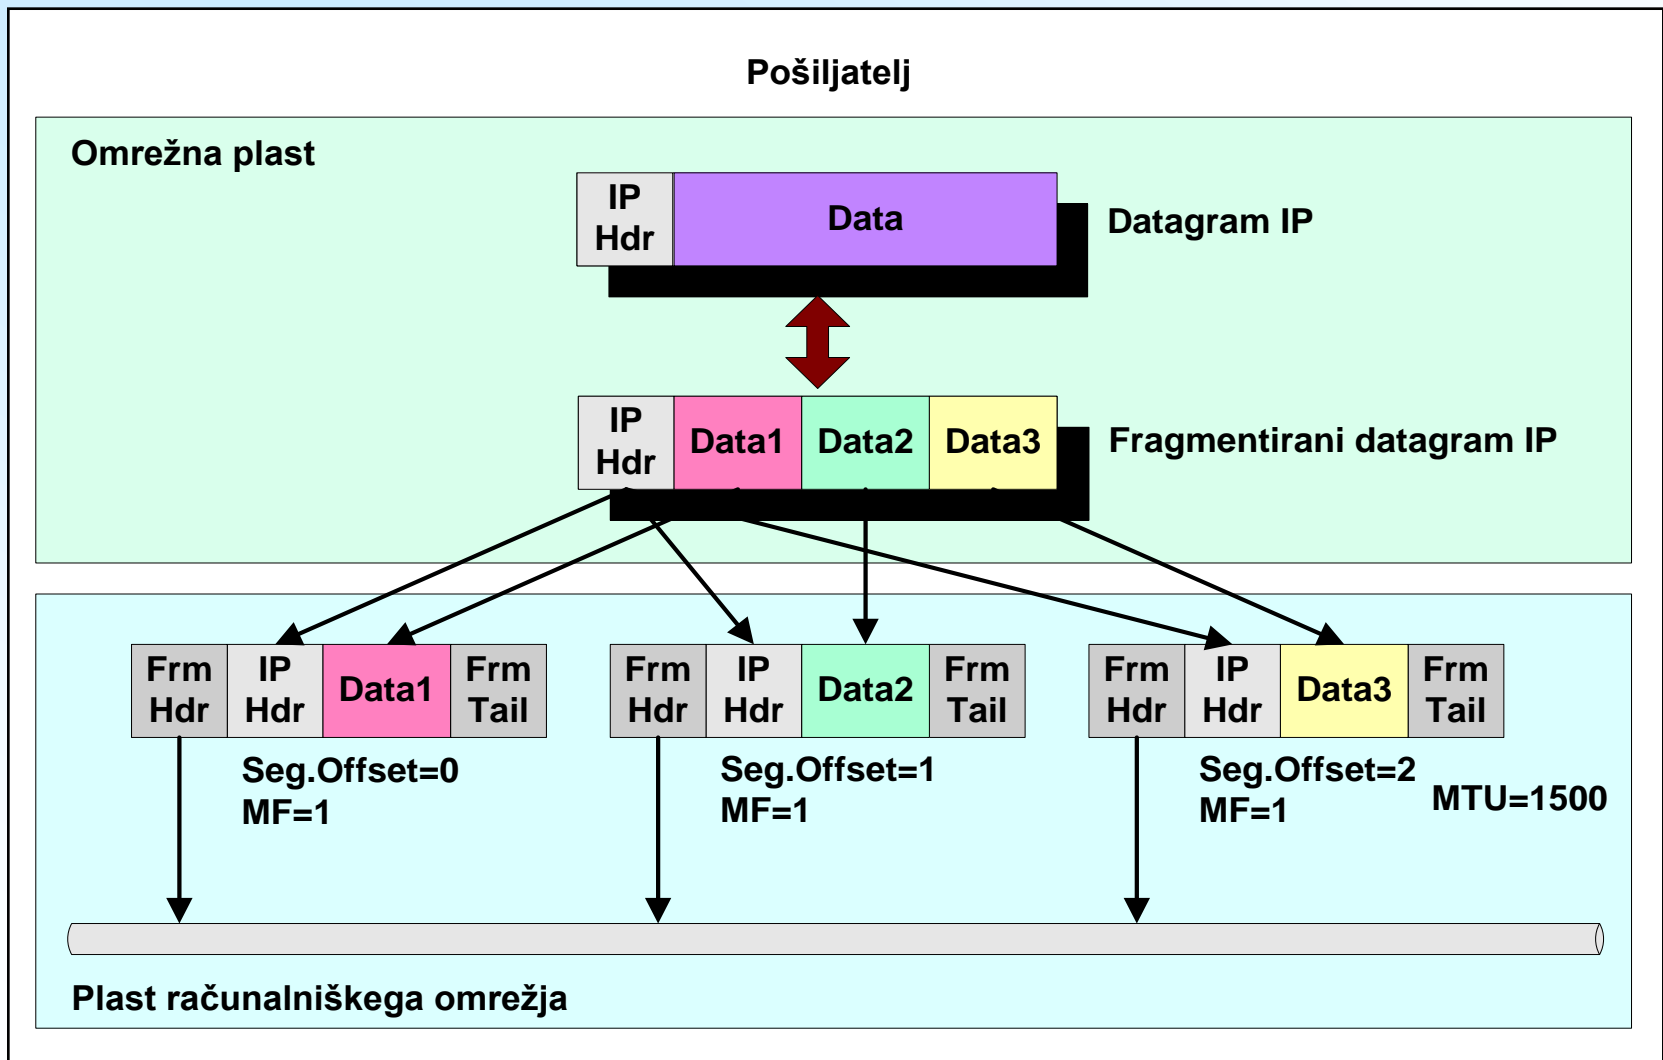 Pošiljatelj
Omrežna plast
IP
Hdr
Data
Datagram IP
IP
Hdr
Data1
Data2
Data3
Fragmentirani datagram IP
Frm
Hdr
IP
Hdr
Data1
Frm
Tail
Frm
Hdr
IP
Hdr
Data2
Frm
Tail
Frm
Hdr
IP
Hdr
Data3
Frm
Tail
Seg.Offset=0
MF=1
Seg.Offset=1
MF=1
Seg.Offset=2
MF=1
MTU=1500
Plast računalniškega omrežja